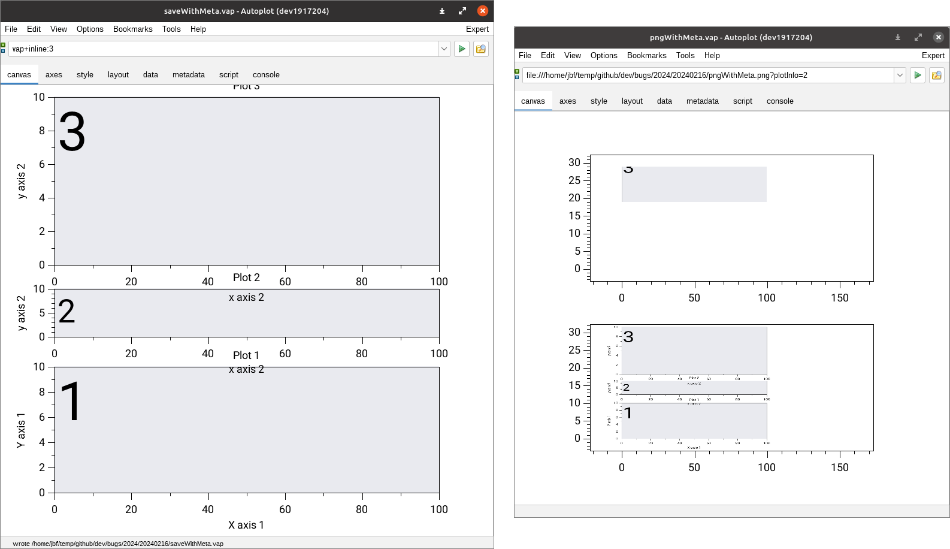 saveWithMeta.vap - Autoplot (dev1917204)
File Edit View Options Bookmarks Tools Help Expert
vap+inline:3
canvas axes style layout data metadata script console
Plot 3
10
3
8
6
y axis 2
4
2
0
0 20 40 60 80 100
Plot 2
x axis 2
10
2
5
y axis 2
0
0 20 40 60 80 100
Plot 1
x axis 2
10
1
8
6
Y axis 1
4
2
0
0 20 40 60 80 100
X axis 1
wrote /home/jbf/temp/github/dev/bugs/2024/20240216/saveWithMeta.vap
pngWithMeta.vap - Autoplot (dev1917204)
File Edit View Options Bookmarks Tools Help Expert
file:///home/jbf/temp/github/dev/bugs/2024/20240216/pngWithMeta.png?plotInfo=2
canvas axes style layout data metadata script console
30
3
25
20
15
10
5
0
0 50 100 150
30
3
25
20
15
2
10
1
5
0
0 50 100 150